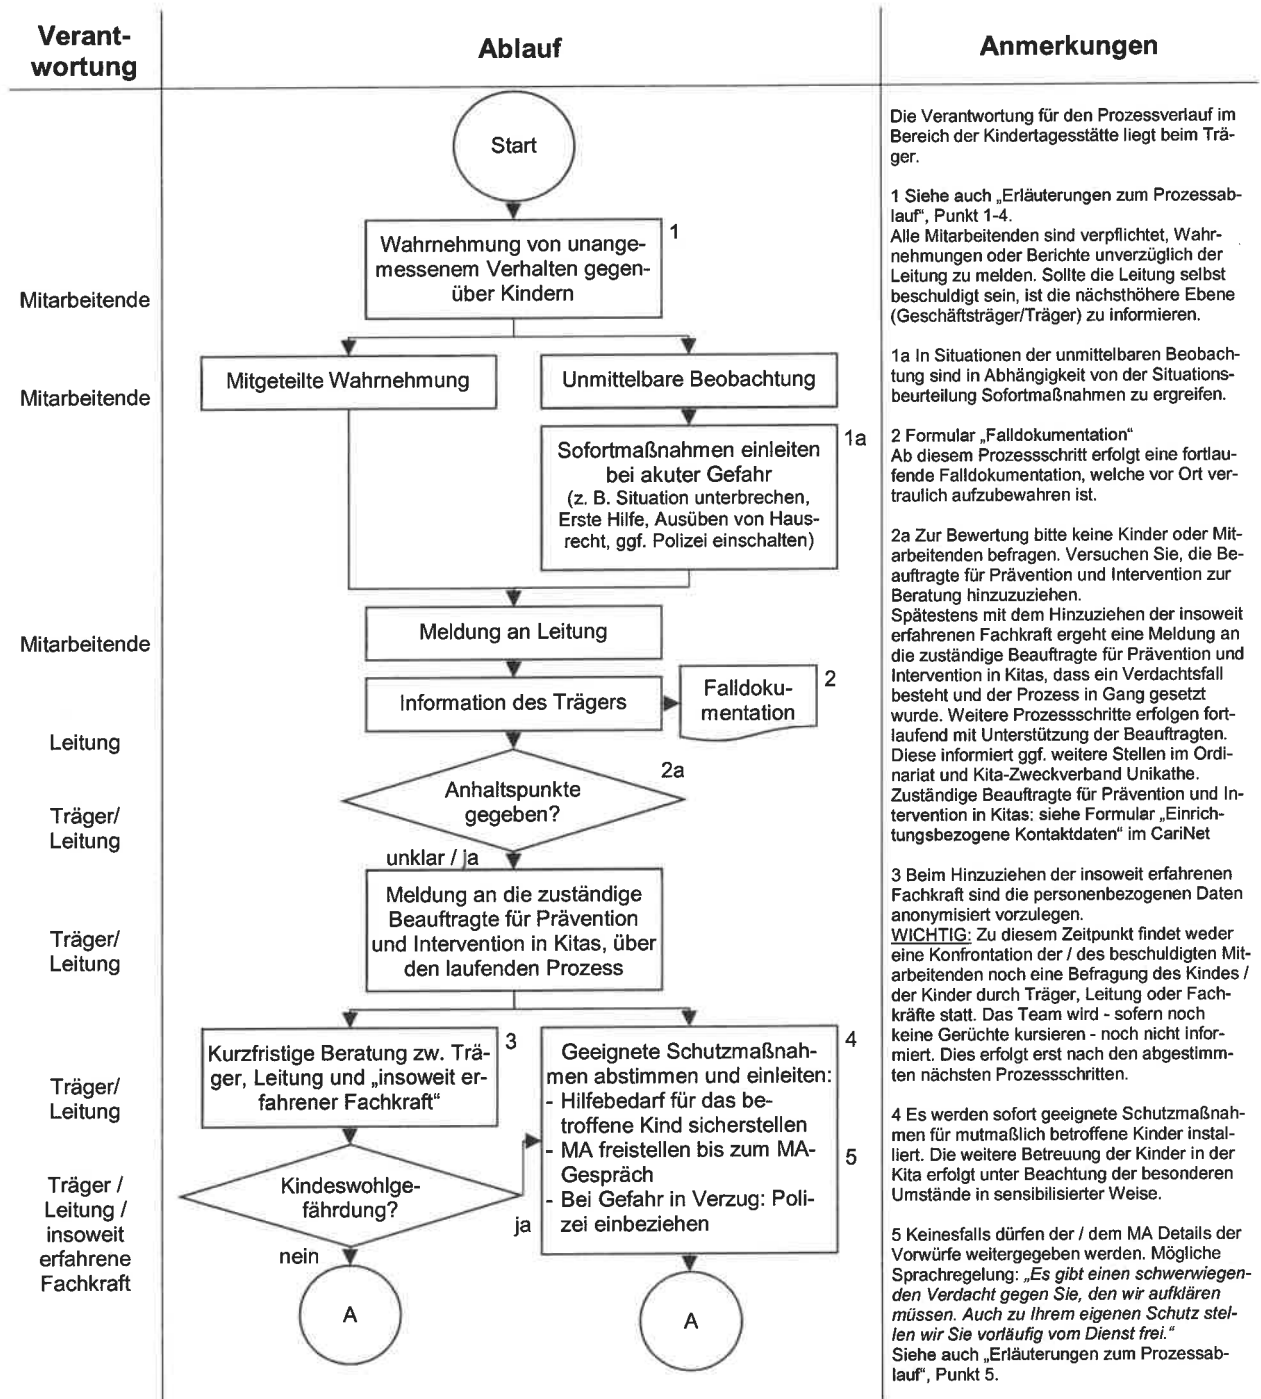 Verant-
wortung
Ablauf
Anmerkungen
Start
Wahrnehmung von unange-
messenem Verhalten gegen-
über Kindern
1
Mitarbeitende
Mitgeteilte Wahrnehmung
Unmittelbare Beobachtung
Mitarbeitende
Sofortmaßnahmen einleiten
bei akuter Gefahr
(z. B. Situation unterbrechen,
Erste Hilfe, Ausüben von Haus-
recht, ggf. Polizei einschalten)
1a
Meldung an Leitung
Mitarbeitende
Information des Trägers
Falldoku-
mentation
2
Leitung
Anhaltspunkte
gegeben?
2a
Träger/
Leitung
unklar / ja
Meldung an die zuständige
Beauftragte für Prävention
und Intervention in Kitas, über
den laufenden Prozess
Träger/
Leitung
Kurzfristige Beratung zw. Trä-
ger, Leitung und „insoweit er-
fahrener Fachkraft“
3
Träger/
Leitung
Geeignete Schutzmaßnah-
men abstimmen und einleiten:
- Hilfebedarf für das be-
troffene Kind sicherstellen
- MA freistellen bis zum MA-
Gespräch
- Bei Gefahr in Verzug: Poli-
zei einbeziehen
4
5
Kindeswohlge-
fährdung?
ja
nein
Träger /
Leitung /
insoweit
erfahrene
Fachkraft
A
A
Die Verantwortung für den Prozessverlauf im
Bereich der Kindertagesstätte liegt beim Trä-
ger.
1 Siehe auch „Erläuterungen zum Prozessab-
lauf“, Punkt 1-4.
Alle Mitarbeitenden sind verpflichtet, Wahr-
nehmungen oder Berichte unverzüglich der
Leitung zu melden. Sollte die Leitung selbst
beschuldigt sein, ist die nächsthöhere Ebene
(Geschäftsträger/Träger) zu informieren.
1a In Situationen der unmittelbaren Beobach-
tung sind in Abhängigkeit von der Situations-
beurteilung Sofortmaßnahmen zu ergreifen.
2 Formular „Falldokumentation“
Ab diesem Prozessschritt erfolgt eine fortlau-
fende Falldokumentation, welche vor Ort ver-
traulich aufzubewahren ist.
2a Zur Bewertung bitte keine Kinder oder Mit-
arbeitenden befragen. Versuchen Sie, die Be-
auftragte für Prävention und Intervention zur
Beratung hinzuzuziehen.
Spätestens mit dem Hinzuziehen der insoweit
erfahrenen Fachkraft ergeht eine Meldung an
die zuständige Beauftragte für Prävention und
Intervention in Kitas, dass ein Verdachtsfall
besteht und der Prozess in Gang gesetzt
wurde. Weitere Prozessschritte erfolgen fort-
laufend mit Unterstützung der Beauftragten.
Diese informiert ggf. weitere Stellen im Ordi-
nariat und Kita-Zweckverband Unikathe.
Zuständige Beauftragte für Prävention und In-
tervention in Kitas: siehe Formular „Einrich-
tungsbezogene Kontaktdaten“ im CariNet
3 Beim Hinzuziehen der insoweit erfahrenen
Fachkraft sind die personenbezogenen Daten
anonymisiert vorzulegen.
WICHTIG: Zu diesem Zeitpunkt findet weder
eine Konfrontation der / des beschuldigten Mit-
arbeitenden noch eine Befragung des Kindes /
der Kinder durch Träger, Leitung oder Fach-
kräfte statt. Das Team wird - sofern noch
keine Gerüchte kursieren - noch nicht infor-
miert. Dies erfolgt erst nach den abgestimm-
ten nächsten Prozessschritten.
4 Es werden sofort geeignete Schutzmaßnah-
men für mutmaßlich betroffene Kinder instal-
liert. Die weitere Betreuung der Kinder in der
Kita erfolgt unter Beachtung der besonderen
Umstände in sensibilisierter Weise.
5 Keinesfalls dürfen der / dem MA Details der
Vorwürfe weitergegeben werden. Mögliche
Sprachregelung: „Es gibt einen schwerwiegen-
den Verdacht gegen Sie, den wir aufklären
müssen. Auch zu Ihrem eigenen Schutz stel-
len wir Sie vorläufig vom Dienst frei.“
Siehe auch „Erläuterungen zum Prozessab-
lauf“, Punkt 5.